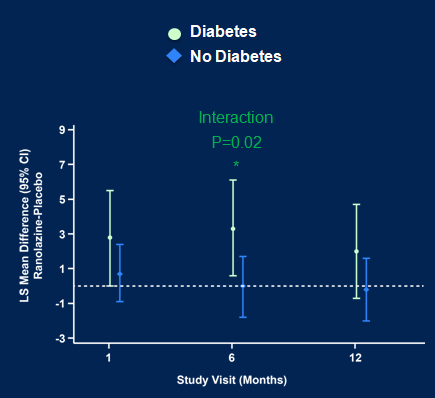 Diabetes
No Diabetes
Interaction
P=0.02
*
9
7
5
3
1
-1
-3
LS Mean Difference (95% CI)
Ranolazine-Placebo
1
6
12
Study Visit (Months)